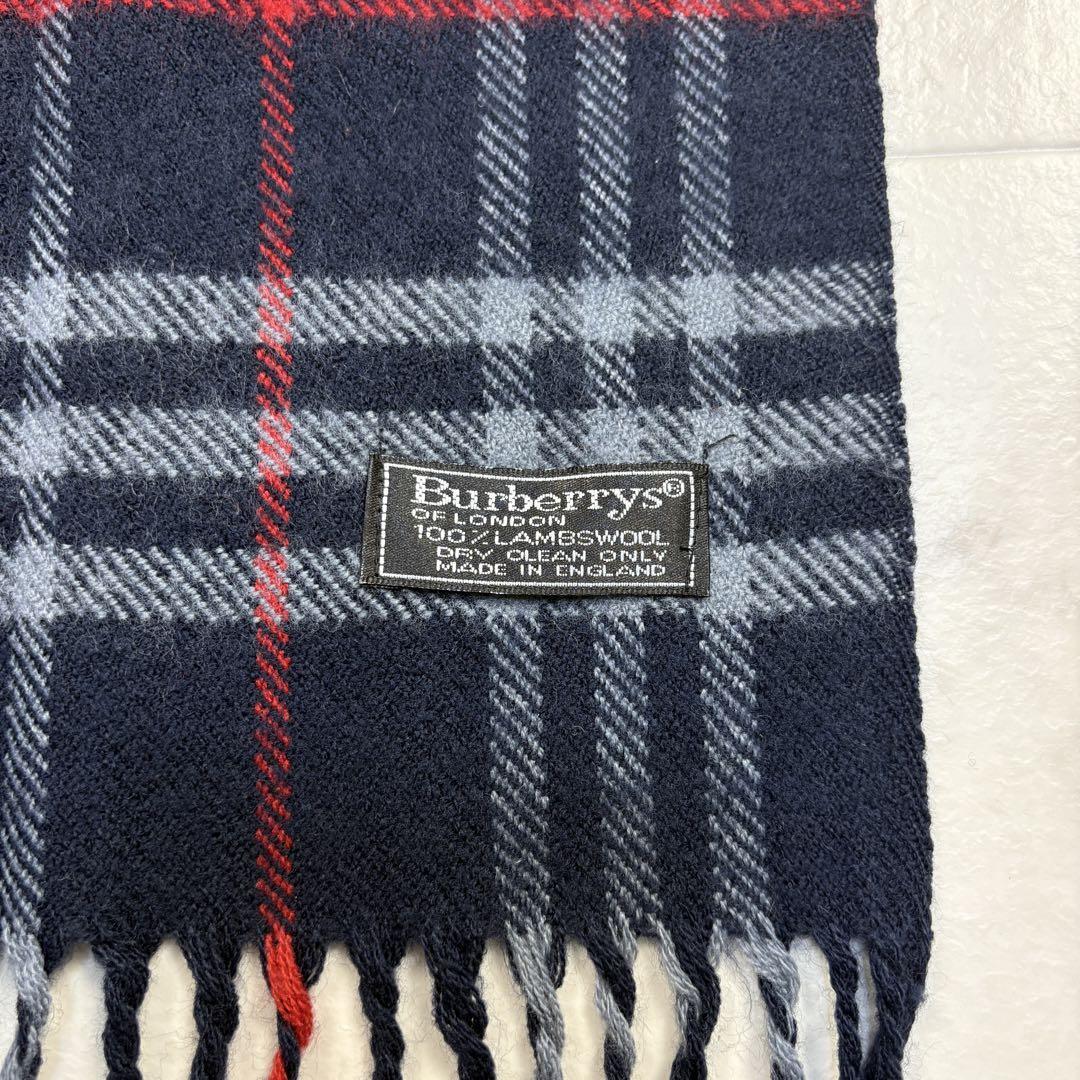 Burberrys®
OF LONDON
100%LAMBSWOOL
DRY CLEAN ONLY
MADE IN ENGLAND